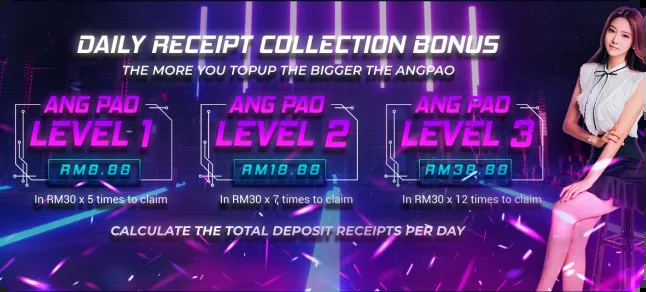 DAILY RECEIPT COLLECTION BONUS
THE MORE YOU TOPUP THE BIGGER THE ANGPAO
ANG PAO
LEVEL 1
RM8.88
In RM30 x 5 times to claim
ANG PAO
LEVEL 2
RM18.88
In RM30 x 7 times to claim
ANG PAO
LEVEL 3
RM38.88
In RM30 x 12 times to claim
CALCULATE THE TOTAL DEPOSIT RECEIPTS PER DAY